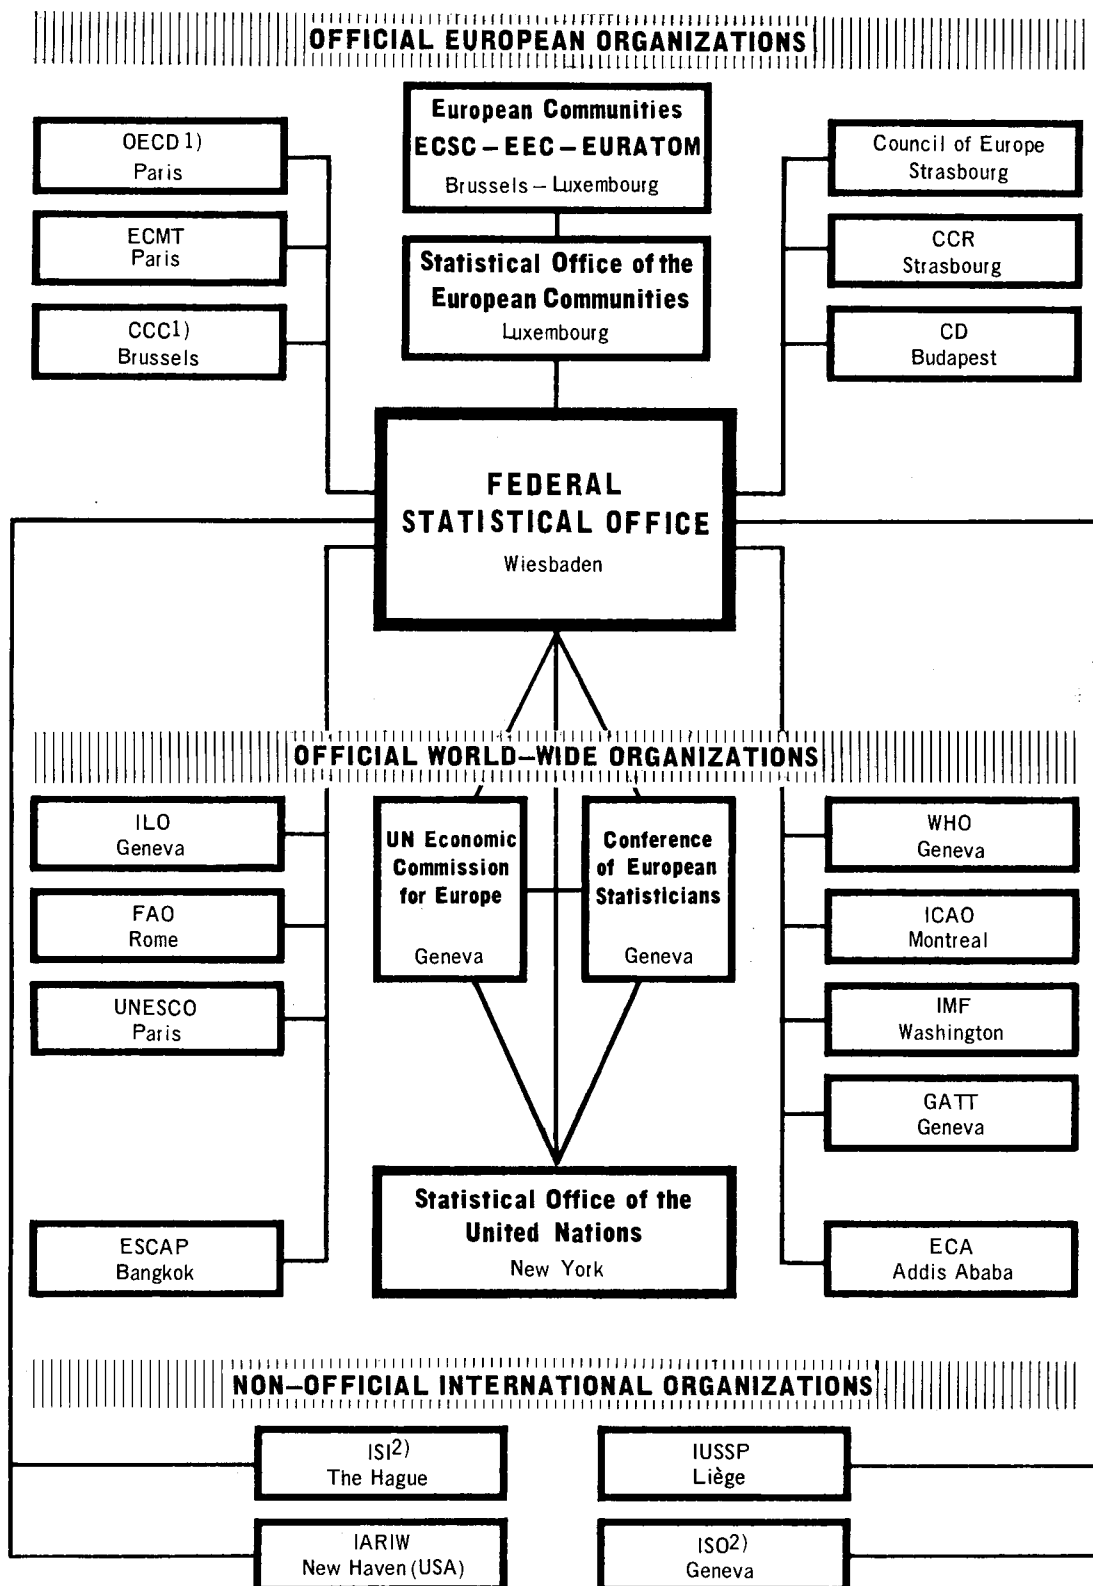 OFFICIAL EUROPEAN ORGANIZATIONS
OECD 1)
Paris
ECMT
Paris
CCC1)
Brussels
European Communities
ECSC – EEC – EURATOM
Brussels – Luxembourg
Statistical Office of the
European Communities
Luxembourg
Council of Europe
Strasbourg
CCR
Strasbourg
CD
Budapest
FEDERAL
STATISTICAL OFFICE
Wiesbaden
OFFICIAL WORLD–WIDE ORGANIZATIONS
ILO
Geneva
FAO
Rome
UNESCO
Paris
ESCAP
Bangkok
UN Economic
Commission
for Europe
Geneva
Conference
of European
Statisticians
Geneva
Statistical Office of the
United Nations
New York
WHO
Geneva
ICAO
Montreal
IMF
Washington
GATT
Geneva
ECA
Addis Ababa
NON–OFFICIAL INTERNATIONAL ORGANIZATIONS
ISI2)
The Hague
IARIW
New Haven (USA)
IUSSP
Liège
ISO2)
Geneva